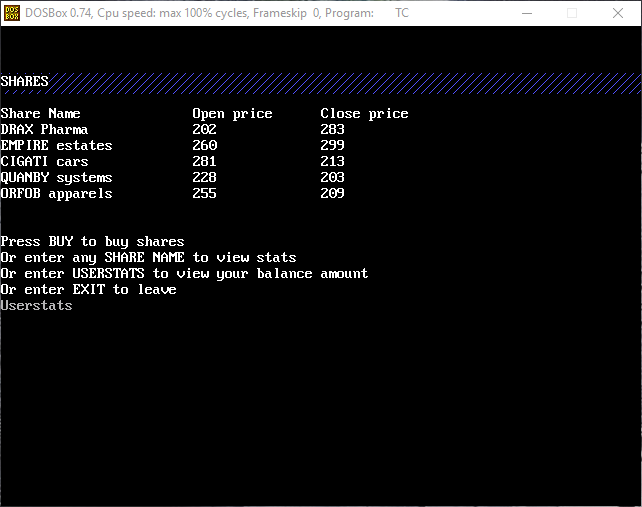 DOS
BOX
DOSBox 0.74, Cpu speed: max 100% cycles, Frameskip 0, Program: TC
SHARES
Share Name Open price Close price
DRAX Pharma 202 283
EMPIRE estates 260 299
CIGATI cars 281 213
QUANBY systems 228 203
ORFOB apparels 255 209
Press BUY to buy shares
Or enter any SHARE NAME to view stats
Or enter USERSTATS to view your balance amount
Or enter EXIT to leave
Userstats